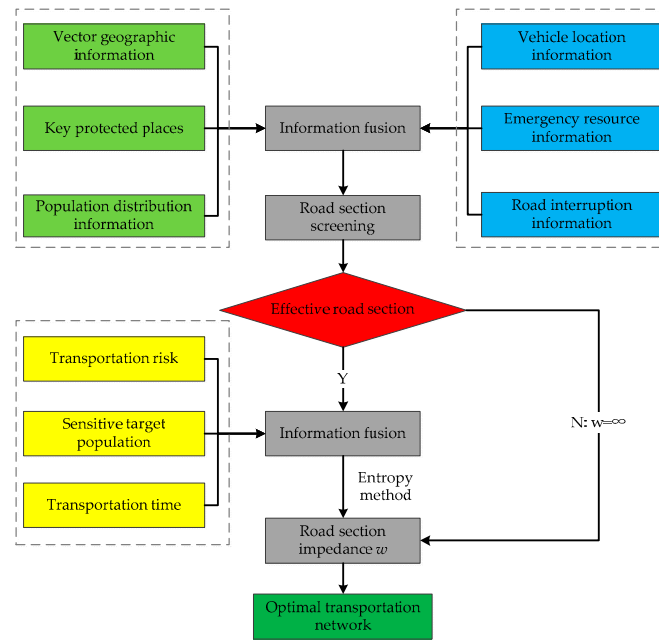 Vector geographic
information
Vehicle location
information
Key protected places
Information fusion
Emergency resource
information
Population distribution
information
Road section
screening
Road interruption
information
Effective road section
Transportation risk
Y
Sensitive target
population
Information fusion
N: w=∞
Entropy
method
Transportation time
Road section
impedance w
Optimal transportation
network